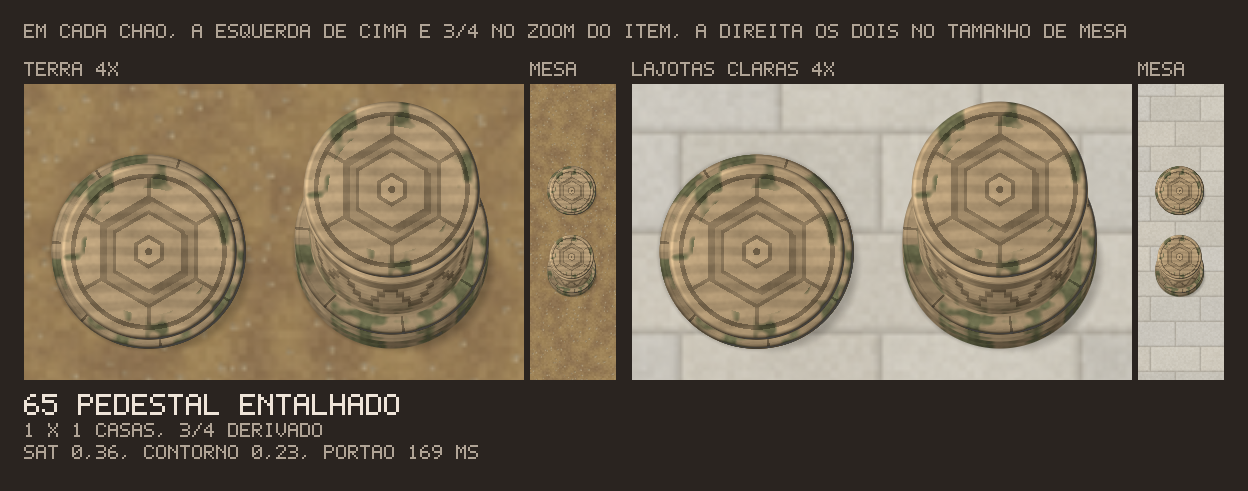 EM CADA CHAO, A ESQUERDA DE CIMA E 3/4 NO ZOOM DO ITEM, A DIREITA OS DOIS NO TAMANHO DE MESA
TERRA 4X MESA LAJOTAS CLARAS 4X MESA
65 PEDESTAL ENTALHADO
1 X 1 CASAS, 3/4 DERIVADO
SAT 0,36, CONTORNO 0,23, PORTAO 169 MS